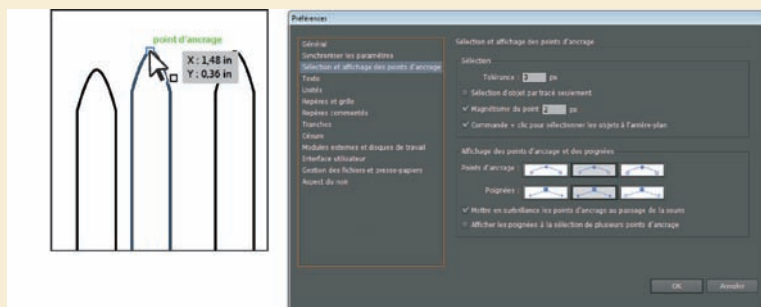 point d'ancrage
X : 1,48 in
Y : 0,36 in
Préférences
Général
Synchroniser les paramètres
Sélection et affichage des points d'ancrage
Texte
Unités
Repères et grille
Repères commentés
Tranches
Césure
Modules externes et disques de travail
Interface utilisateur
Gestion des fichiers et presse-papiers
Aspect du noir
Sélection et affichage des points d'ancrage
Sélection
Tolérance : 3 px
Sélection d'objet par tracé seulement
Magnétisme du point 2 px
Commande + clic pour sélectionner les objets à l'arrière-plan
Affichage des points d'ancrage et des poignées
Points d'ancrage :
Poignées :
Mettre en surbrillance les points d'ancrage au passage de la souris
Afficher les poignées à la sélection de plusieurs points d'ancrage
OK
Annuler